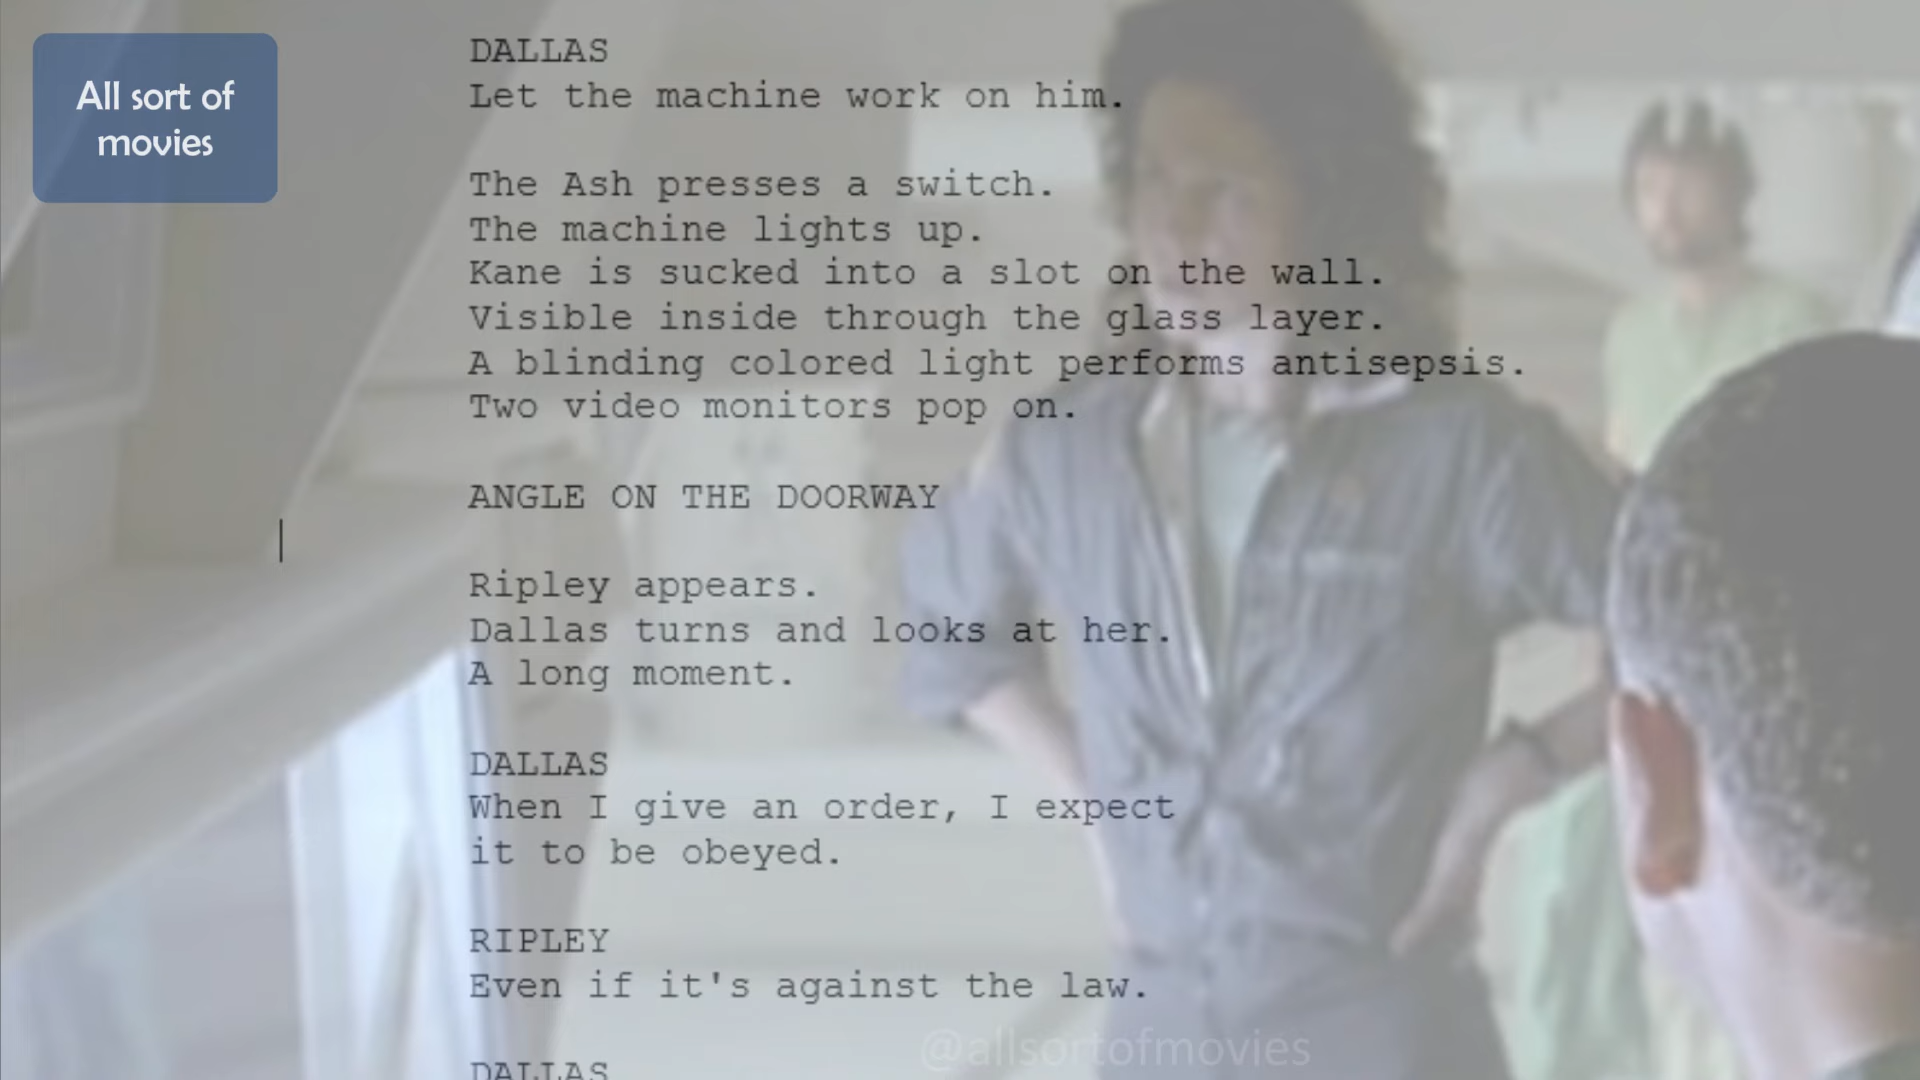 All sort of
movies
DALLAS
Let the machine work on him.
The Ash presses a switch.
The machine lights up.
Kane is sucked into a slot on the wall.
Visible inside through the glass layer.
A blinding colored light performs antisepsis.
Two video monitors pop on.
ANGLE ON THE DOORWAY
Ripley appears.
Dallas turns and looks at her.
A long moment.
DALLAS
When I give an order, I expect
it to be obeyed.
RIPLEY
Even if it's against the law.
@allsortofmovies
DALLAS